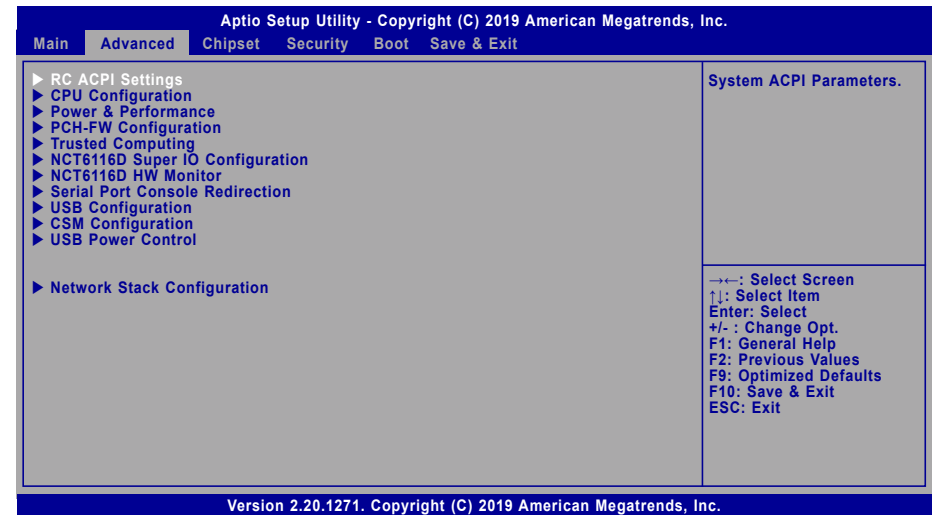 Aptio Setup Utility - Copyright (C) 2019 American Megatrends, Inc.
Main Advanced Chipset Security Boot Save & Exit
▶ RC ACPI Settings
▶ CPU Configuration
▶ Power & Performance
▶ PCH-FW Configuration
▶ Trusted Computing
▶ NCT6116D Super IO Configuration
▶ NCT6116D HW Monitor
▶ Serial Port Console Redirection
▶ USB Configuration
▶ CSM Configuration
▶ USB Power Control
▶ Network Stack Configuration
System ACPI Parameters.
→←: Select Screen
↑↓: Select Item
Enter: Select
+/- : Change Opt.
F1: General Help
F2: Previous Values
F9: Optimized Defaults
F10: Save & Exit
ESC: Exit
Version 2.20.1271. Copyright (C) 2019 American Megatrends, Inc.